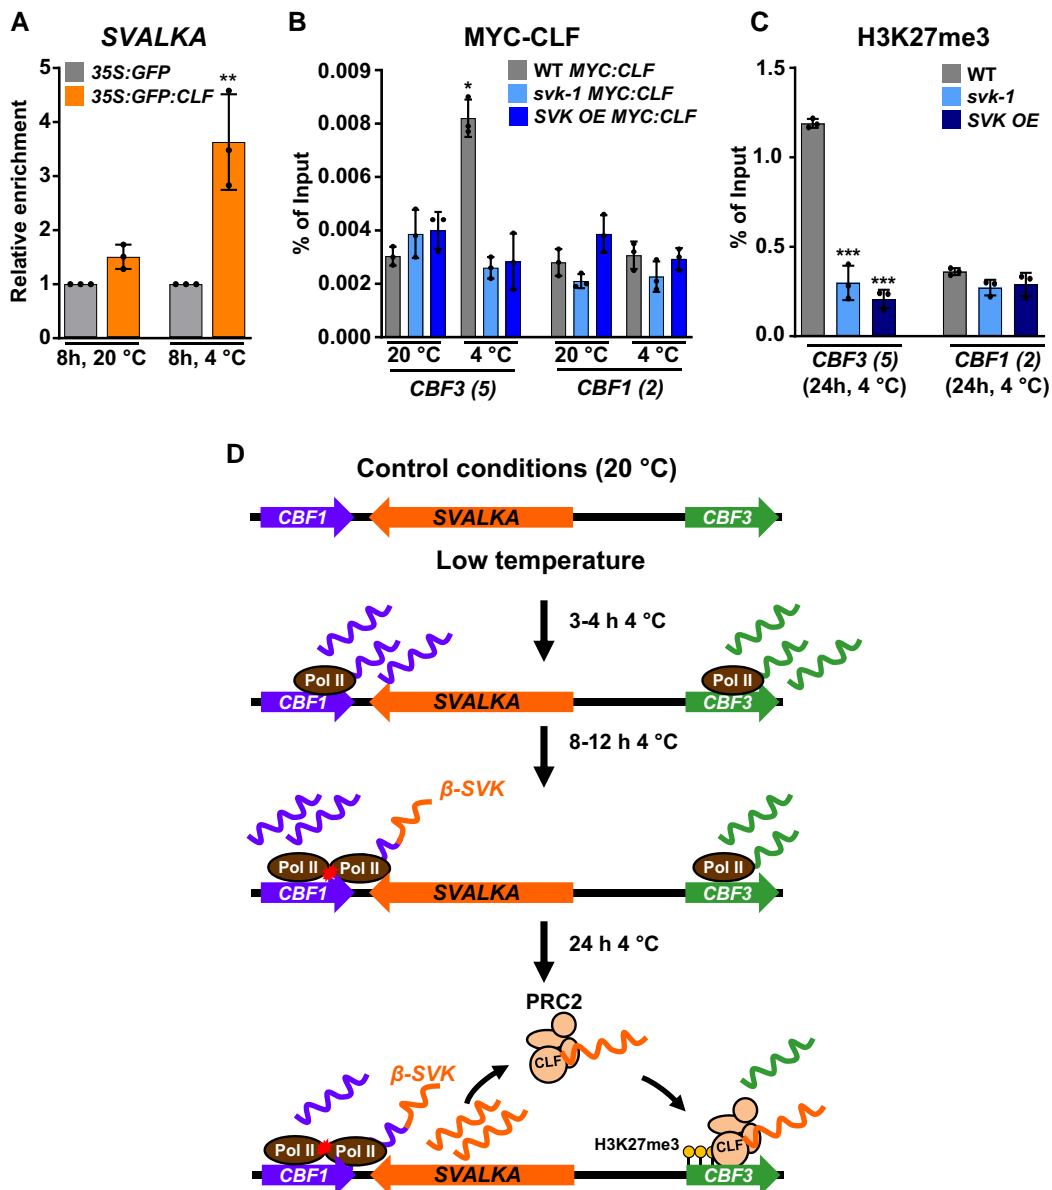 A
SVALKA
Relative enrichment
5
4
3
2
1
0
35S:GFP
35S:GFP:CLF
**
8h, 20 °C
8h, 4 °C
B
MYC-CLF
% of Input
0.009
0.008
0.006
0.004
0.002
0.000
*
WT MYC:CLF
svk-1 MYC:CLF
SVK OE MYC:CLF
20 °C
4 °C
20 °C
4 °C
CBF3 (5)
CBF1 (2)
C
H3K27me3
% of Input
1.5
1.0
0.5
0.0
WT
svk-1
SVK OE
***
***
CBF3 (5)
(24h, 4 °C)
CBF1 (2)
(24h, 4 °C)
D
Control conditions (20 °C)
CBF1
SVALKA
CBF3
Low temperature
3-4 h 4 °C
Pol II
Pol II
CBF1
SVALKA
CBF3
8-12 h 4 °C
β-SVK
Pol II
Pol II
Pol II
CBF1
SVALKA
CBF3
24 h 4 °C
PRC2
CLF
β-SVK
Pol II
Pol II
H3K27me3
CLF
CBF1
SVALKA
CBF3